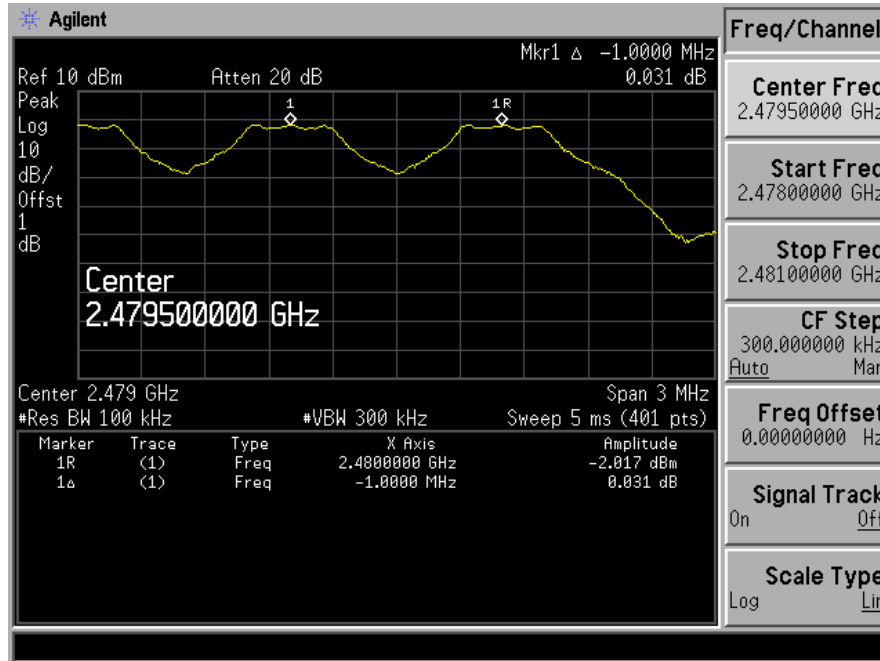 Agilent
Freq/Channel
Mkr1 Δ -1.0000 MHz
Ref 10 dBm Atten 20 dB 0.031 dB
Peak
Log
10
dB/
Offst
1
dB
1
1R
Center
2.479500000 GHz
Center 2.479 GHz Span 3 MHz
#Res BW 100 kHz #VBW 300 kHz Sweep 5 ms (401 pts)
Marker Trace Type X Axis Amplitude
1R (1) Freq 2.4800000 GHz -2.017 dBm
1Δ (1) Freq -1.0000 MHz 0.031 dB
Center Freq
2.47950000 GHz
Start Freq
2.47800000 GHz
Stop Freq
2.48100000 GHz
CF Step
300.000000 kHz
Auto Man
Freq Offset
0.00000000 Hz
Signal Track
On Off
Scale Type
Log Lin